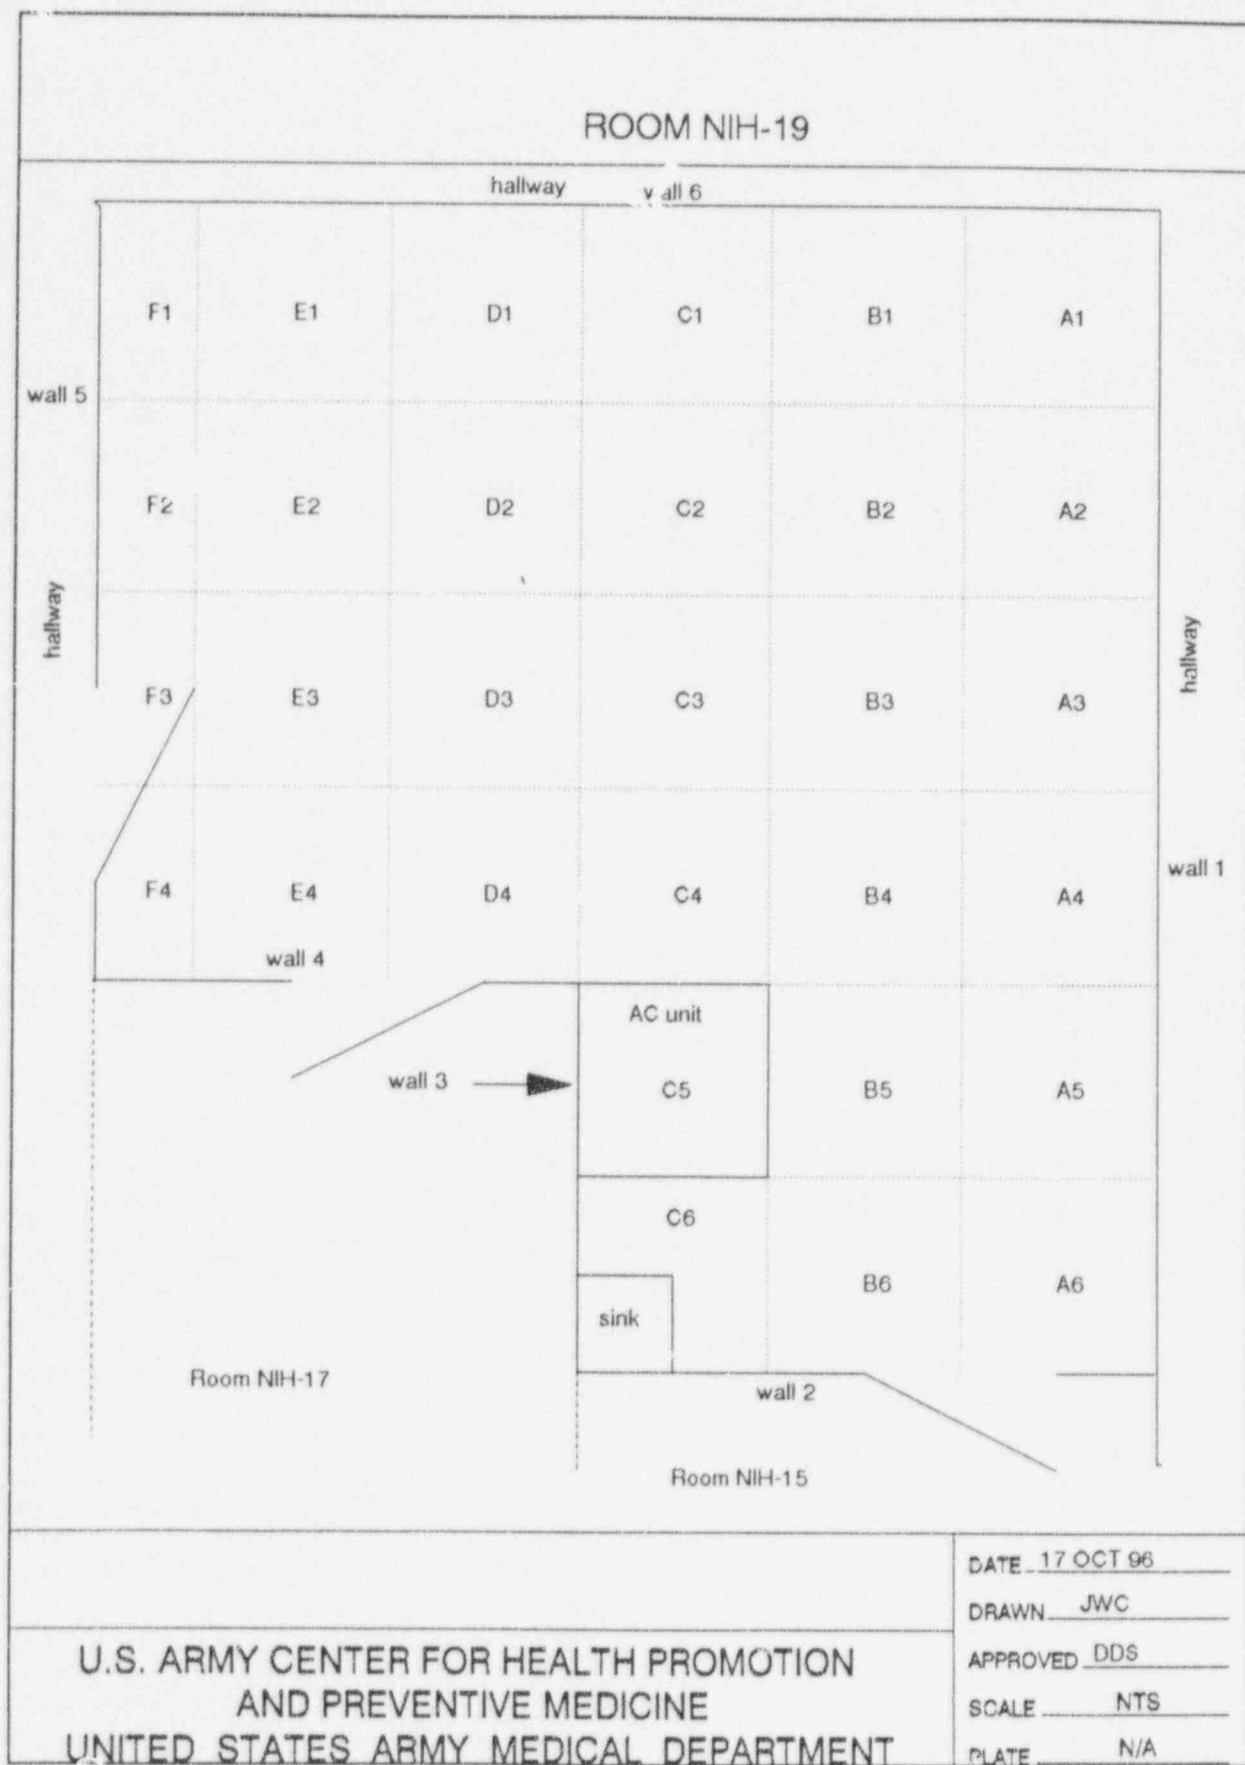 ROOM NIH-19
hallway wall 6
F1 E1 D1 C1 B1 A1
wall 5
F2 E2 D2 C2 B2 A2
hallway
hallway
F3 E3 D3 C3 B3 A3
wall 1
F4 E4 D4 C4 B4 A4
wall 4
AC unit
wall 3
C5 B5 A5
C6
B6 A6
sink
Room NIH-17
wall 2
Room NIH-15
DATE 17 OCT 96
DRAWN JWC
APPROVED DDS
SCALE NTS
PLATE N/A
U.S. ARMY CENTER FOR HEALTH PROMOTION
AND PREVENTIVE MEDICINE
UNITED STATES ARMY MEDICAL DEPARTMENT